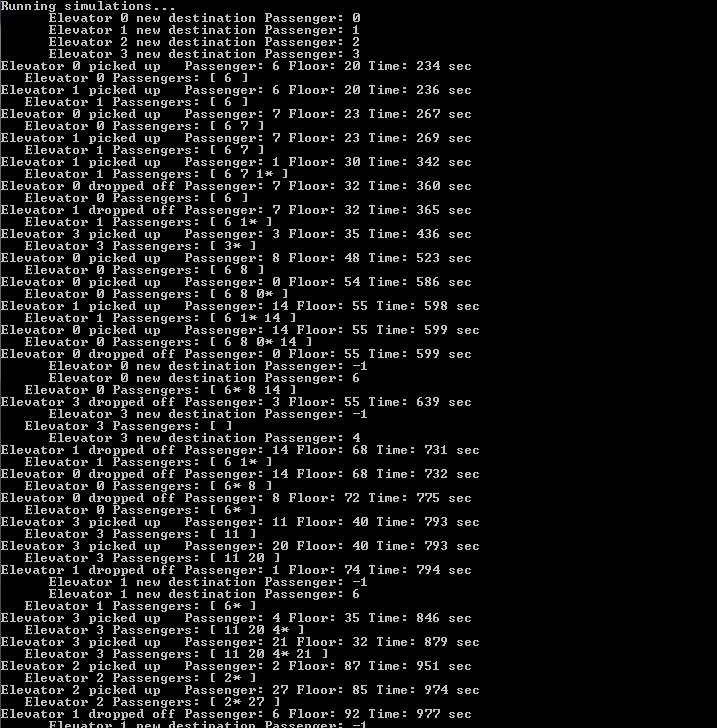 Running simulations...
Elevator 0 new destination Passenger: 0
Elevator 1 new destination Passenger: 1
Elevator 2 new destination Passenger: 2
Elevator 3 new destination Passenger: 3
Elevator 0 picked up Passenger: 6 Floor: 20 Time: 234 sec
Elevator 0 Passengers: [ 6 ]
Elevator 1 picked up Passenger: 6 Floor: 20 Time: 236 sec
Elevator 1 Passengers: [ 6 ]
Elevator 0 picked up Passenger: 7 Floor: 23 Time: 267 sec
Elevator 0 Passengers: [ 6 7 ]
Elevator 1 picked up Passenger: 7 Floor: 23 Time: 269 sec
Elevator 1 Passengers: [ 6 7 ]
Elevator 1 picked up Passenger: 1 Floor: 30 Time: 342 sec
Elevator 1 Passengers: [ 6 7 1* ]
Elevator 0 dropped off Passenger: 7 Floor: 32 Time: 360 sec
Elevator 0 Passengers: [ 6 ]
Elevator 1 dropped off Passenger: 7 Floor: 32 Time: 365 sec
Elevator 1 Passengers: [ 6 1* ]
Elevator 3 picked up Passenger: 3 Floor: 35 Time: 436 sec
Elevator 3 Passengers: [ 3* ]
Elevator 0 picked up Passenger: 8 Floor: 48 Time: 523 sec
Elevator 0 Passengers: [ 6 8 ]
Elevator 0 picked up Passenger: 0 Floor: 54 Time: 586 sec
Elevator 0 Passengers: [ 6 8 0* ]
Elevator 1 picked up Passenger: 14 Floor: 55 Time: 598 sec
Elevator 1 Passengers: [ 6 1* 14 ]
Elevator 0 picked up Passenger: 14 Floor: 55 Time: 599 sec
Elevator 0 Passengers: [ 6 8 0* 14 ]
Elevator 0 dropped off Passenger: 0 Floor: 55 Time: 599 sec
Elevator 0 new destination Passenger: -1
Elevator 0 new destination Passenger: 6
Elevator 0 Passengers: [ 6* 8 14 ]
Elevator 3 dropped off Passenger: 3 Floor: 55 Time: 639 sec
Elevator 3 new destination Passenger: -1
Elevator 3 Passengers: [ ]
Elevator 3 new destination Passenger: 4
Elevator 1 dropped off Passenger: 14 Floor: 68 Time: 731 sec
Elevator 1 Passengers: [ 6 1* ]
Elevator 0 dropped off Passenger: 14 Floor: 68 Time: 732 sec
Elevator 0 Passengers: [ 6* 8 ]
Elevator 0 dropped off Passenger: 8 Floor: 72 Time: 775 sec
Elevator 0 Passengers: [ 6* ]
Elevator 3 picked up Passenger: 11 Floor: 40 Time: 793 sec
Elevator 3 Passengers: [ 11 ]
Elevator 3 picked up Passenger: 20 Floor: 40 Time: 793 sec
Elevator 3 Passengers: [ 11 20 ]
Elevator 1 dropped off Passenger: 1 Floor: 74 Time: 794 sec
Elevator 1 new destination Passenger: -1
Elevator 1 new destination Passenger: 6
Elevator 1 Passengers: [ 6* ]
Elevator 3 picked up Passenger: 4 Floor: 35 Time: 846 sec
Elevator 3 Passengers: [ 11 20 4* ]
Elevator 3 picked up Passenger: 21 Floor: 32 Time: 879 sec
Elevator 3 Passengers: [ 11 20 4* 21 ]
Elevator 2 picked up Passenger: 2 Floor: 87 Time: 951 sec
Elevator 2 Passengers: [ 2* ]
Elevator 2 picked up Passenger: 27 Floor: 85 Time: 974 sec
Elevator 2 Passengers: [ 2* 27 ]
Elevator 1 dropped off Passenger: 6 Floor: 92 Time: 977 sec
Elevator 1 new destination Passenger: -1